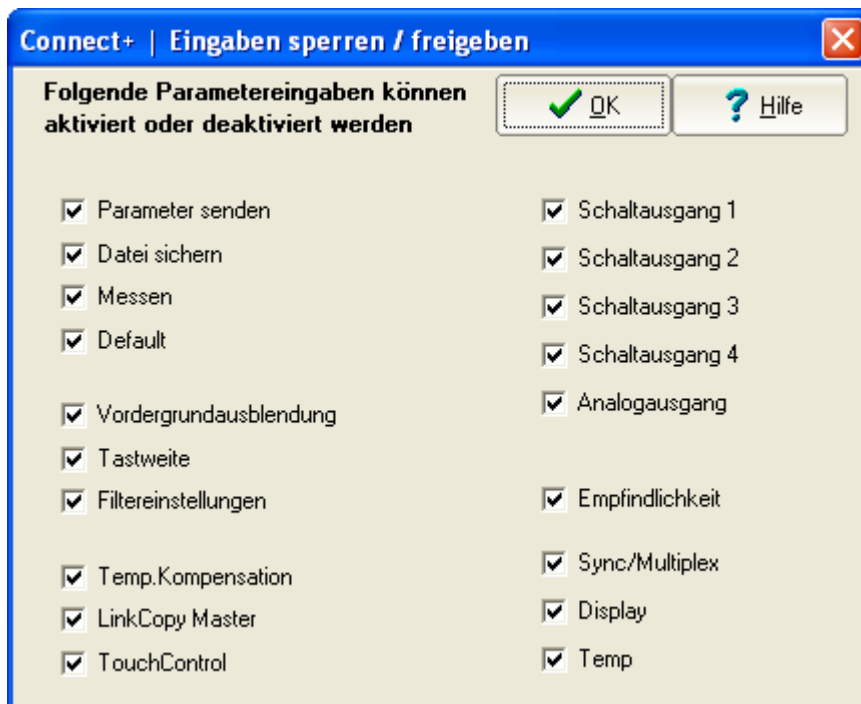 Connect+ | Eingaben sperren / freigeben
Folgende Parametereingaben können
aktiviert oder deaktiviert werden
OK
Hilfe
Parameter senden
Datei sichern
Messen
Default
Vordergrundausblendung
Tastweite
Filtereinstellungen
Temp.Kompensation
LinkCopy Master
TouchControl
Schaltausgang 1
Schaltausgang 2
Schaltausgang 3
Schaltausgang 4
Analogausgang
Empfindlichkeit
Sync/Multiplex
Display
Temp